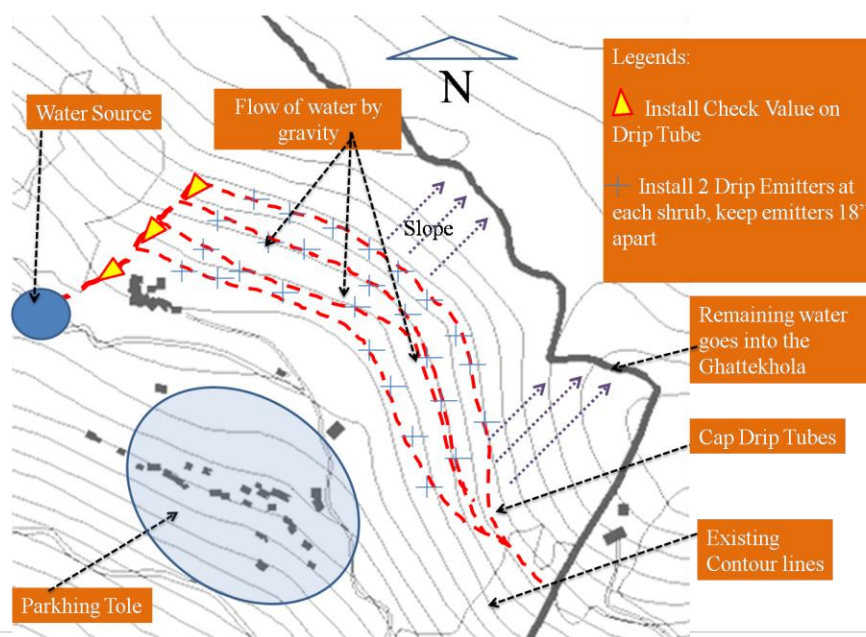 Water Source
Flow of water by
gravity
N
Legends:
Install Check Value on
Drip Tube
Install 2 Drip Emitters at
each shrub, keep emitters 18"
apart
Slope
Remaining water
goes into the
Ghattekhola
Cap Drip Tubes
Existing
Contour lines
Parkhing Tole